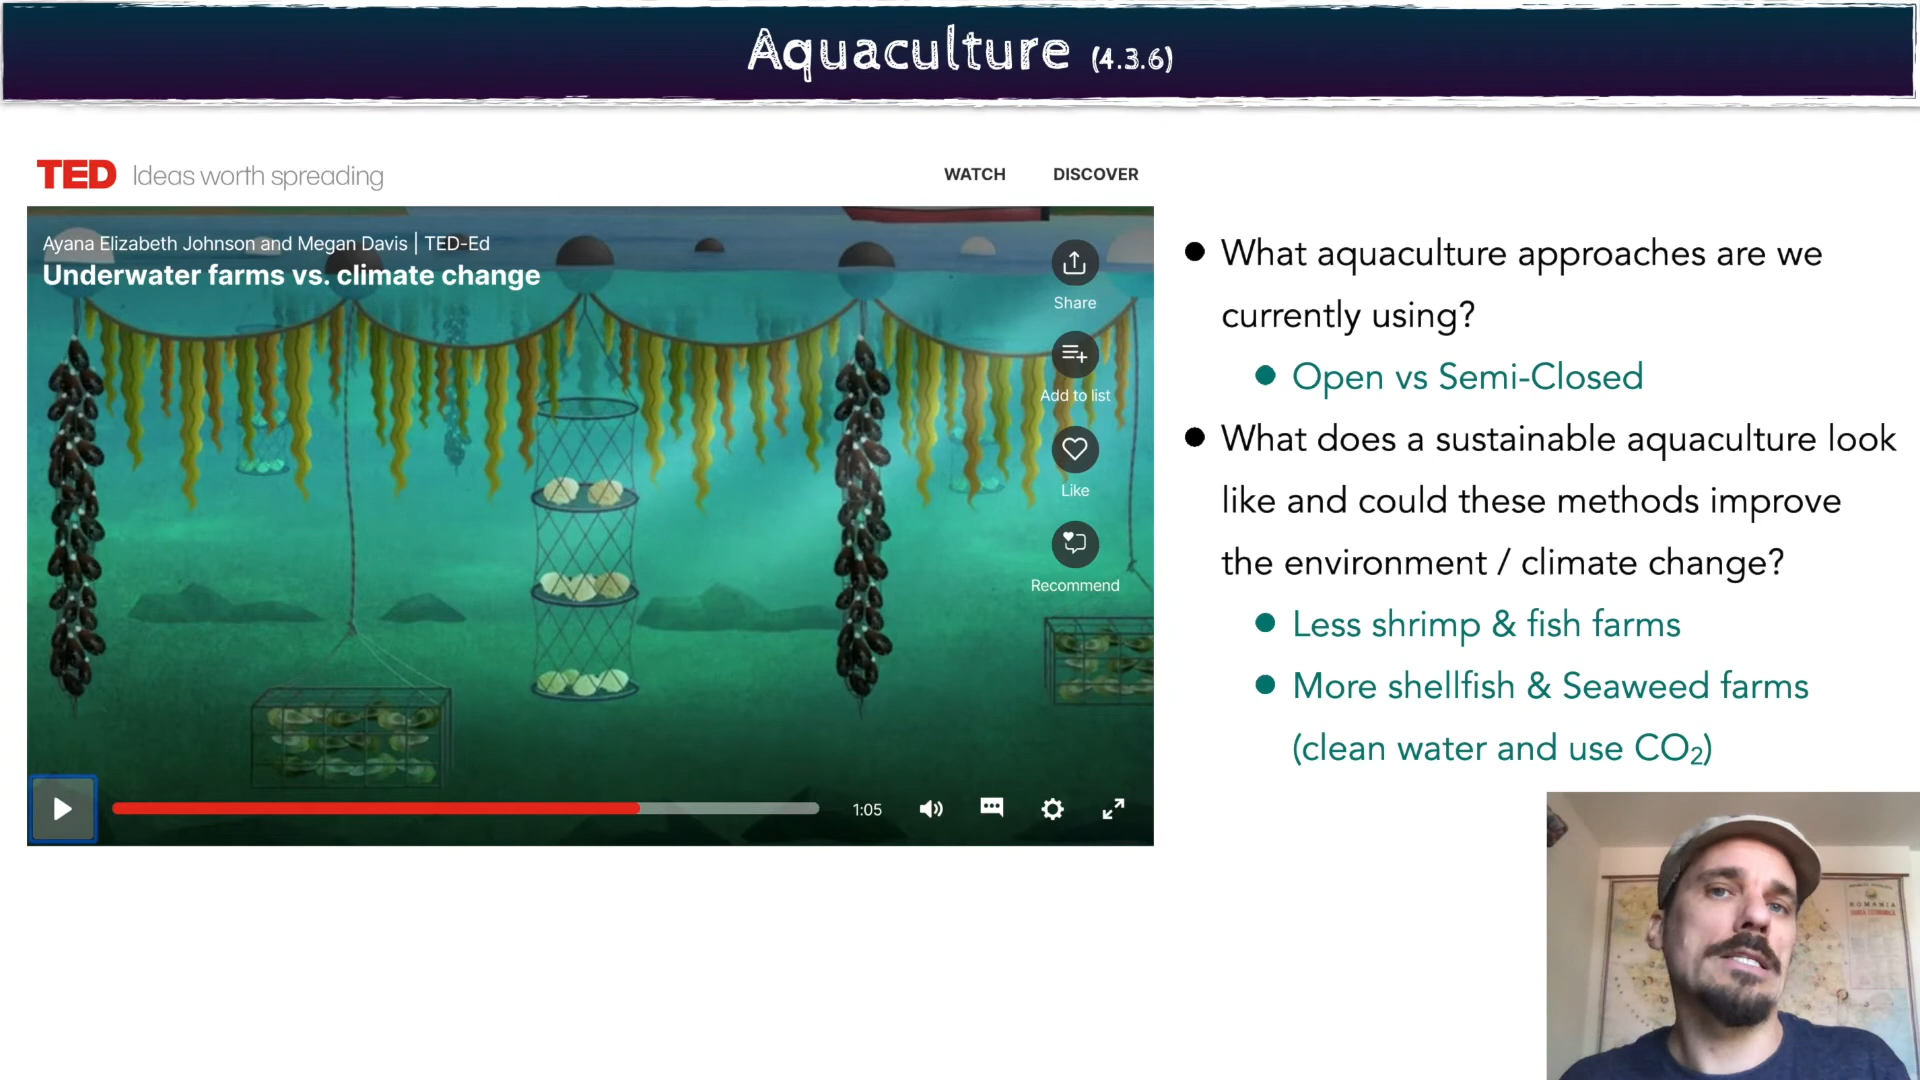 Aquaculture (4.3.6)
TED Ideas worth spreading
WATCH DISCOVER
Ayana Elizabeth Johnson and Megan Davis | TED-Ed
Underwater farms vs. climate change
Share
Add to list
Like
Recommend
1:05
What aquaculture approaches are we
currently using?
Open vs Semi-Closed
What does a sustainable aquaculture look
like and could these methods improve
the environment / climate change?
Less shrimp & fish farms
More shellfish & Seaweed farms
(clean water and use CO₂)
ROMANIA